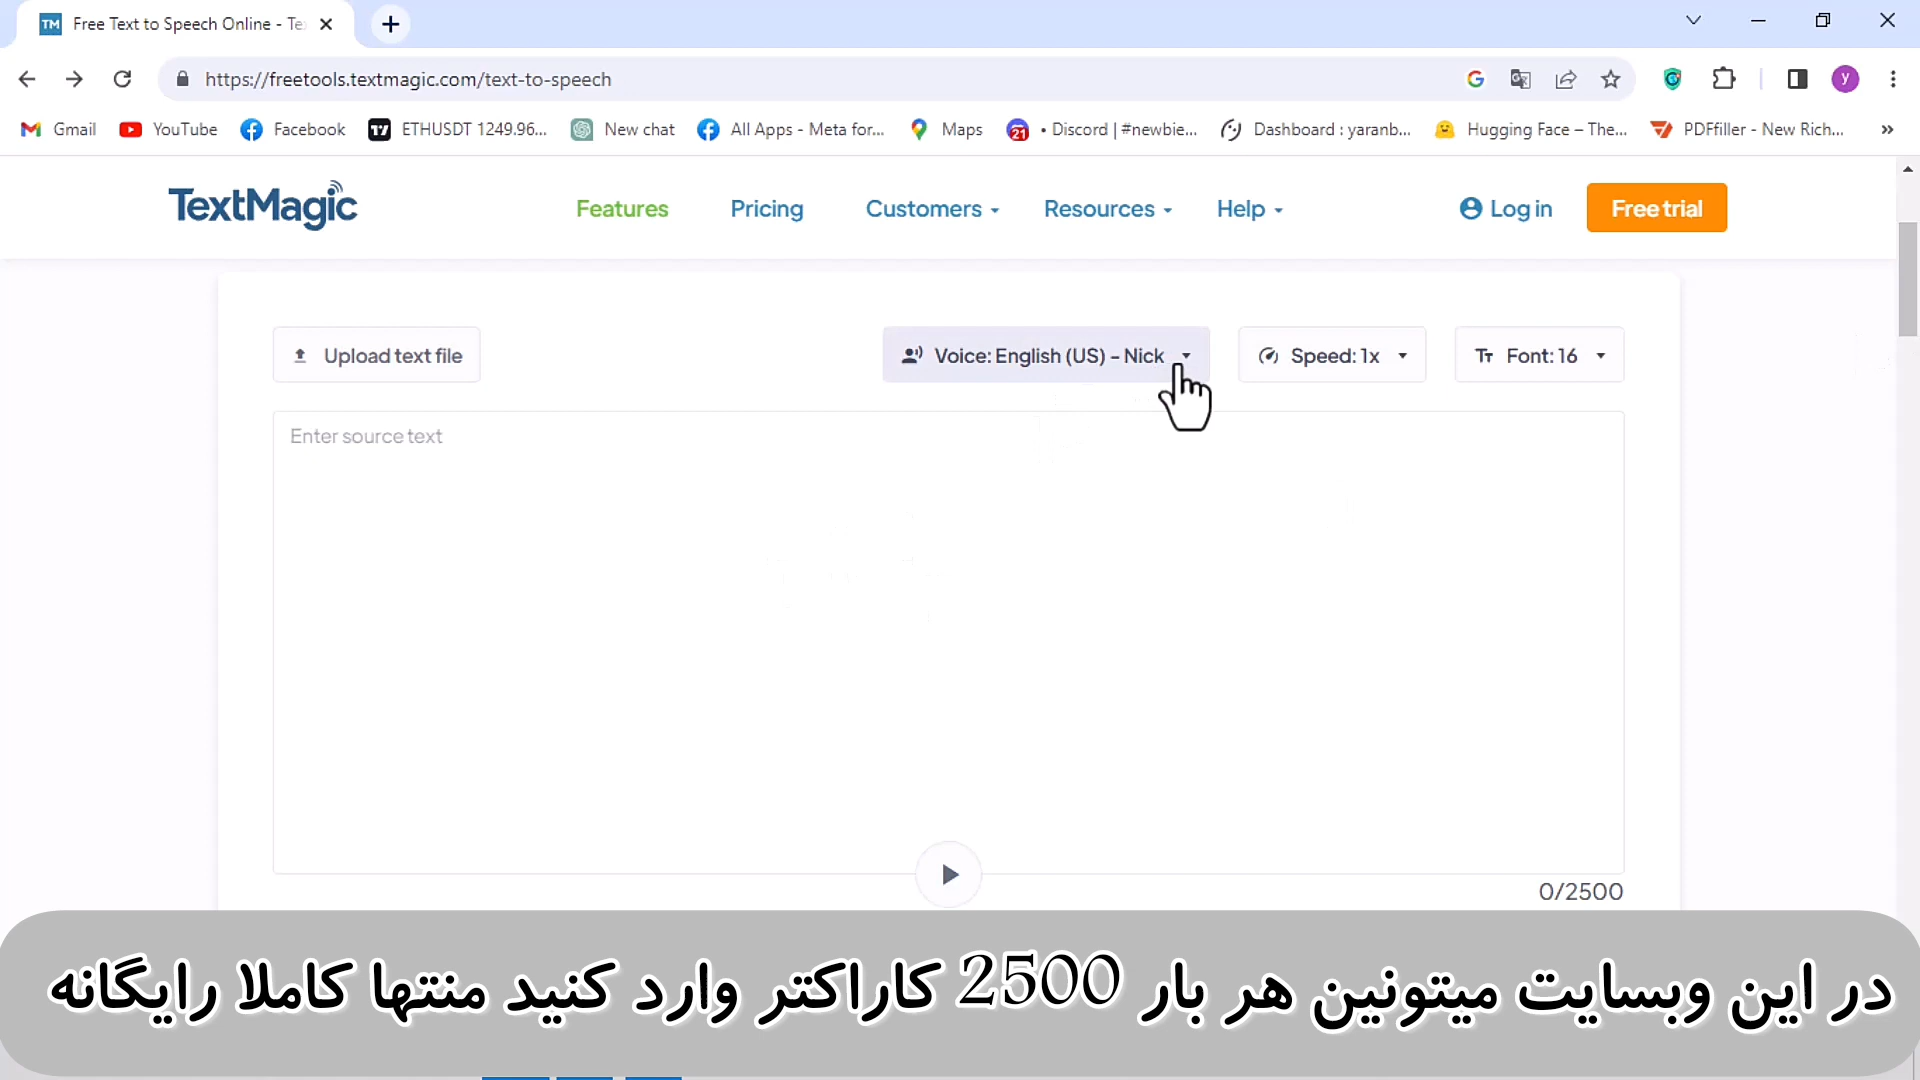 TM Free Text to Speech Online - Te
https://freetools.textmagic.com/text-to-speech
y
Gmail YouTube Facebook ETHUSDT 1249.96... New chat All Apps - Meta for... Maps 21 • Discord | #newbie... Dashboard : yaranb... Hugging Face – The... PDFfiller - New Rich... »
TextMagic Features Pricing Customers Resources Help Log in Free trial
Upload text file Voice: English (US) - Nick Speed: 1x Tt Font: 16
Enter source text
0/2500
در این وبسایت میتونین هر بار 2500 کاراکتر وارد کنید منتها کاملا رایگانه